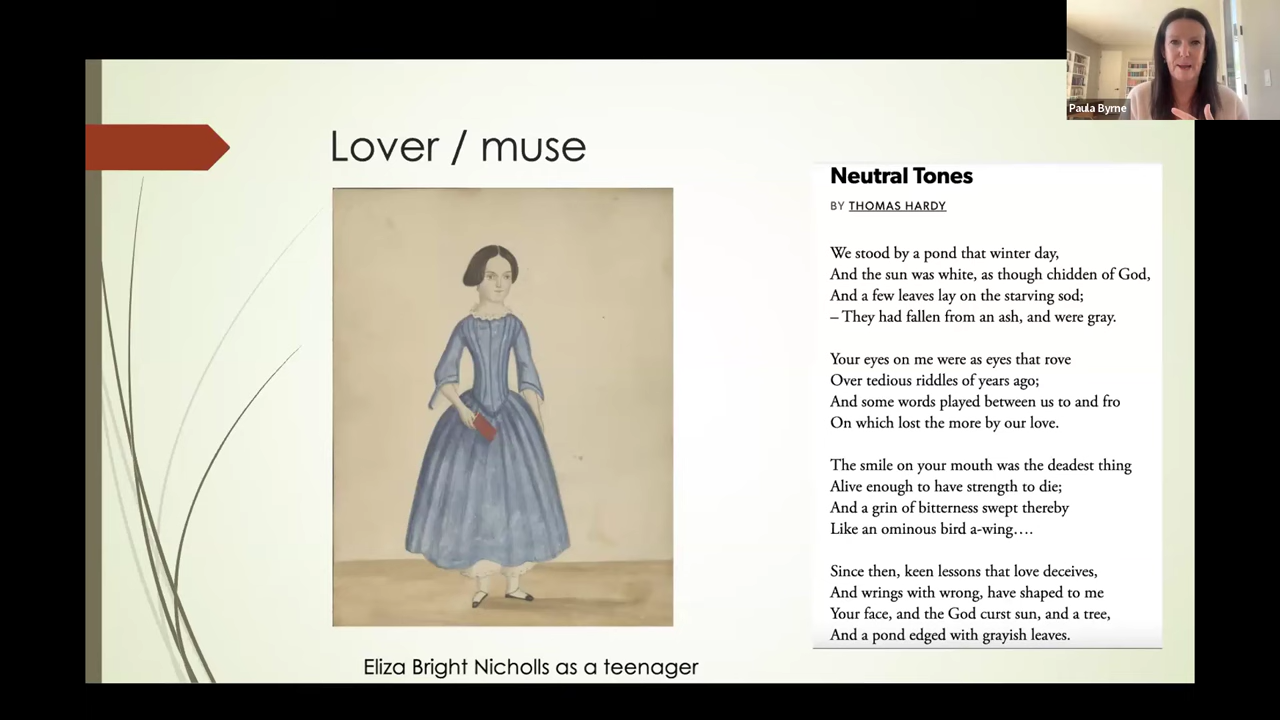 Paula Byrne
Lover / muse
Eliza Bright Nicholls as a teenager
Neutral Tones
BY THOMAS HARDY
We stood by a pond that winter day,
And the sun was white, as though chidden of God,
And a few leaves lay on the starving sod;
– They had fallen from an ash, and were gray.
Your eyes on me were as eyes that rove
Over tedious riddles of years ago;
And some words played between us to and fro
On which lost the more by our love.
The smile on your mouth was the deadest thing
Alive enough to have strength to die;
And a grin of bitterness swept thereby
Like an ominous bird a-wing….
Since then, keen lessons that love deceives,
And wrings with wrong, have shaped to me
Your face, and the God curst sun, and a tree,
And a pond edged with grayish leaves.